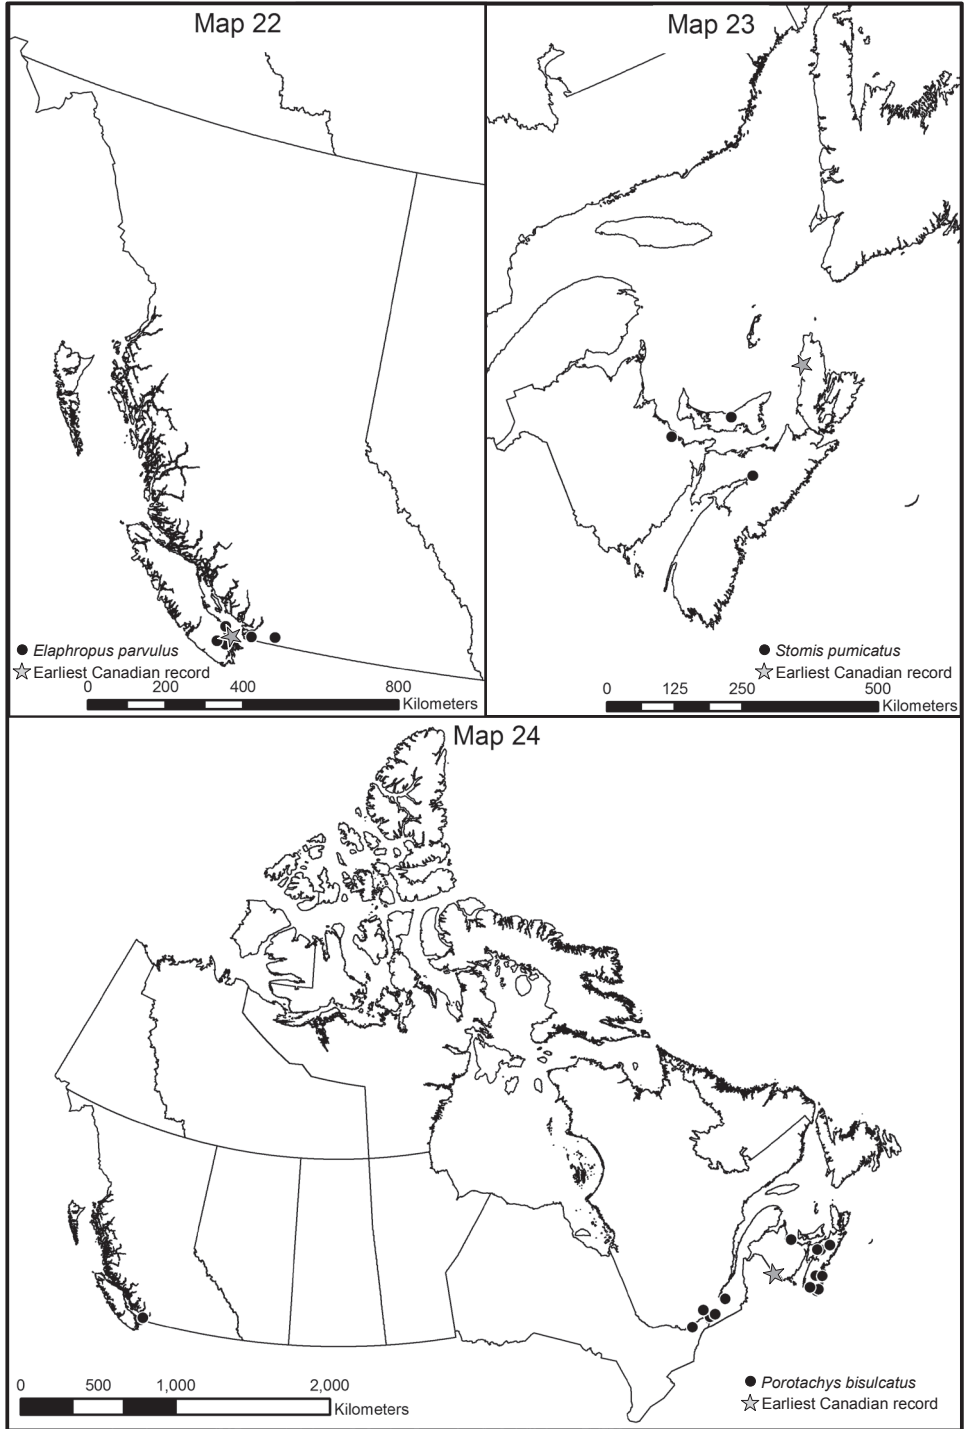 Map 22
Elaphropus parvulus
Earliest Canadian record
0 200 400 800
Kilometers
Map 23
Stomis pumicatus
Earliest Canadian record
0 125 250 500
Kilometers
Map 24
0 500 1,000 2,000
Kilometers
Porotachys bisulcatus
Earliest Canadian record